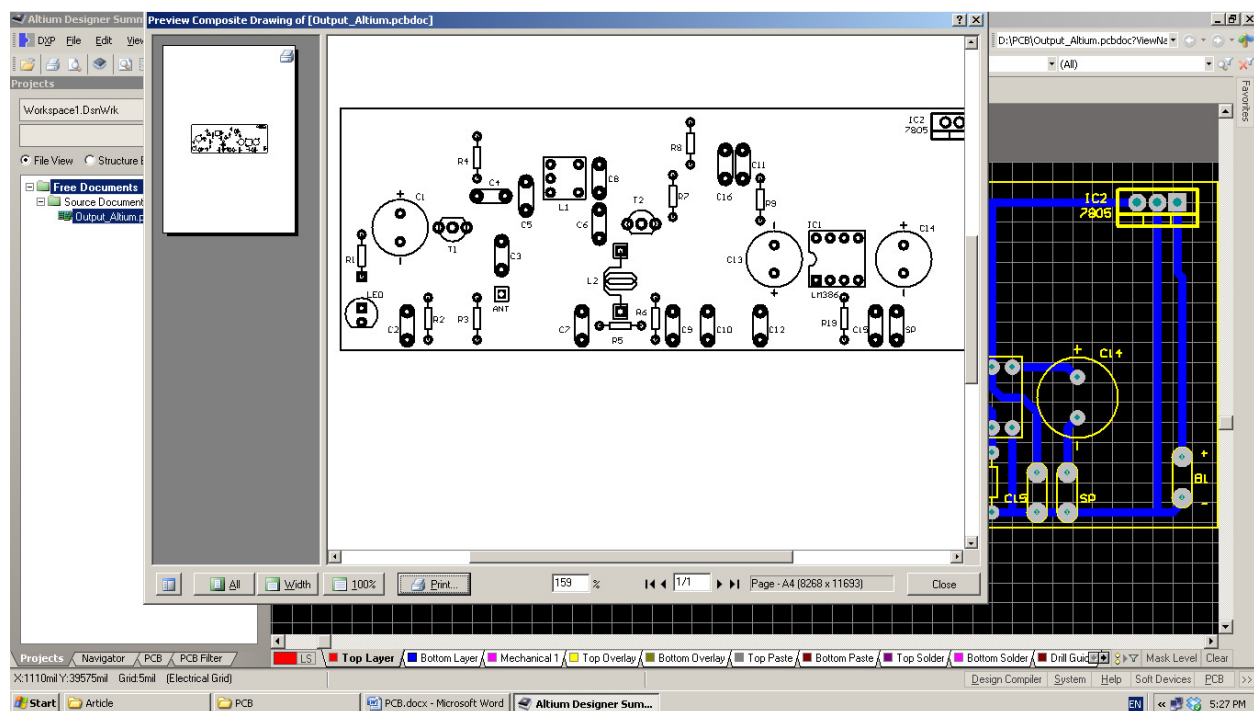 Altium Designer Summ
Preview Composite Drawing of [Output_Altium.pcbdoc]
DXP File Edit View
D:\PCB\Output_Altium.pcbdoc?ViewNa
(All)
Projects
Favorites
Workspace1.DsnWrk
File View Structure E
Free Documents
Source Document
Output_Altium.p
IC2
7805
R4
R8
C11
C4
C8
L1
C5
C16
R7
R9
+
C1
T1
T2
C6
IC1
C13
+
C14
R1
C3
L2
LM386
LED
ANT
C2
R2
R3
C7
R5
R6
C9
C10
C12
R19
C15
SP
IC2
7805
+
C14
C15
SP
+
B1
-
All
Width
100%
Print...
159 %
1/1
Page - A4 (8268 x 11693)
Close
Projects Navigator PCB PCB Filter
LS Top Layer Bottom Layer Mechanical 1 Top Overlay Bottom Overlay Top Paste Bottom Paste Top Solder Bottom Solder Drill Guid Mask Level Clear
X:1110mil Y:39575mil Grid:5mil (Electrical Grid)
Design Compiler System Help Soft Devices PCB >>
Start Article PCB PCB.docx - Microsoft Word Altium Designer Sum...
EN « 5:27 PM